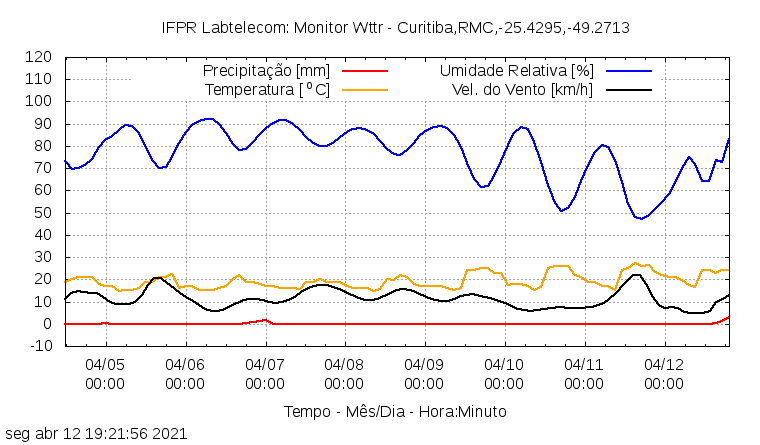 IFPR Labtelecom: Monitor Wttr - Curitiba,RMC,-25.4295,-49.2713
Precipitação [mm]
Umidade Relativa [%]
Temperatura [⁰C]
Vel. do Vento [km/h]
120
110
100
90
80
70
60
50
40
30
20
10
0
-10
04/05 04/06 04/07 04/08 04/09 04/10 04/11 04/12
00:00 00:00 00:00 00:00 00:00 00:00 00:00 00:00
Tempo - Mês/Dia - Hora:Minuto
seg abr 12 19:21:56 2021